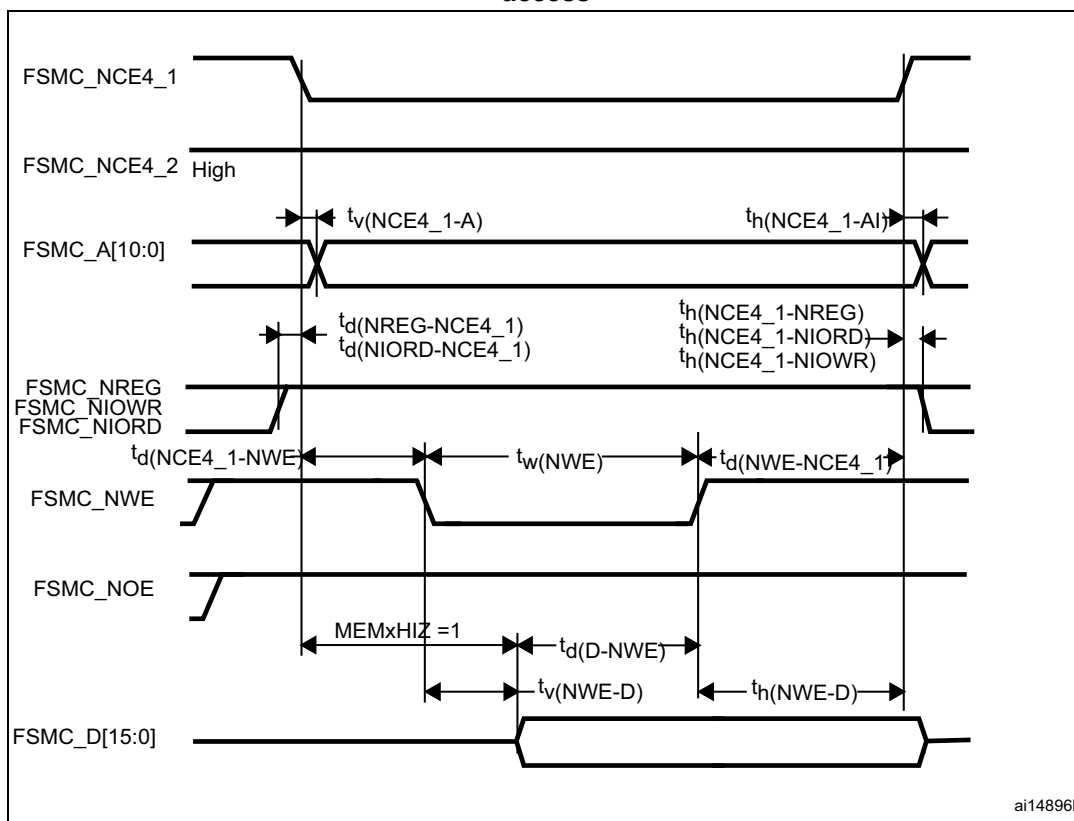 FSMC_NCE4_1
FSMC_NCE4_2 High
tv(NCE4_1-A) th(NCE4_1-AI)
FSMC_A[10:0]
td(NREG-NCE4_1)
td(NIORD-NCE4_1)
th(NCE4_1-NREG)
th(NCE4_1-NIORD)
th(NCE4_1-NIOWR)
FSMC_NREG
FSMC_NIOWR
FSMC_NIORD
td(NCE4_1-NWE) tw(NWE) td(NWE-NCE4_1)
FSMC_NWE
FSMC_NOE
MEMxHIZ =1 td(D-NWE)
tv(NWE-D) th(NWE-D)
FSMC_D[15:0]